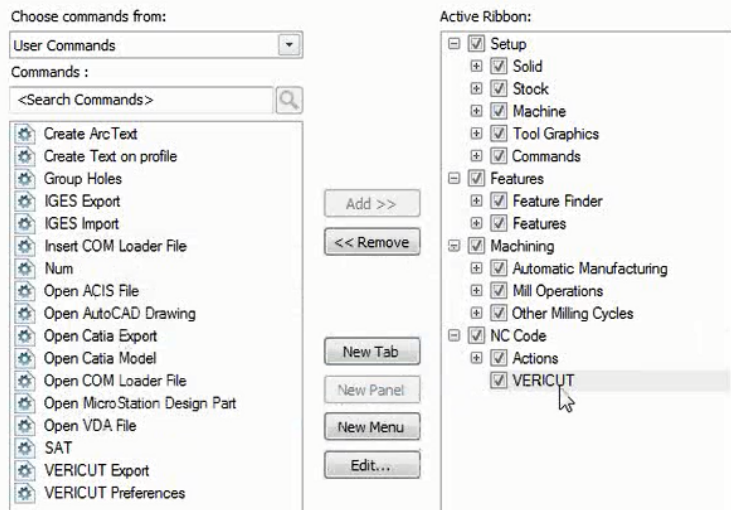 Choose commands from:
User Commands
Commands :
<Search Commands>
Create ArcText
Create Text on profile
Group Holes
IGES Export
IGES Import
Insert COM Loader File
Num
Open ACIS File
Open AutoCAD Drawing
Open Catia Export
Open Catia Model
Open COM Loader File
Open MicroStation Design Part
Open VDA File
SAT
VERICUT Export
VERICUT Preferences
Add >>
<< Remove
New Tab
New Panel
New Menu
Edit...
Active Ribbon:
Setup
Solid
Stock
Machine
Tool Graphics
Commands
Features
Feature Finder
Features
Machining
Automatic Manufacturing
Mill Operations
Other Milling Cycles
NC Code
Actions
VERICUT